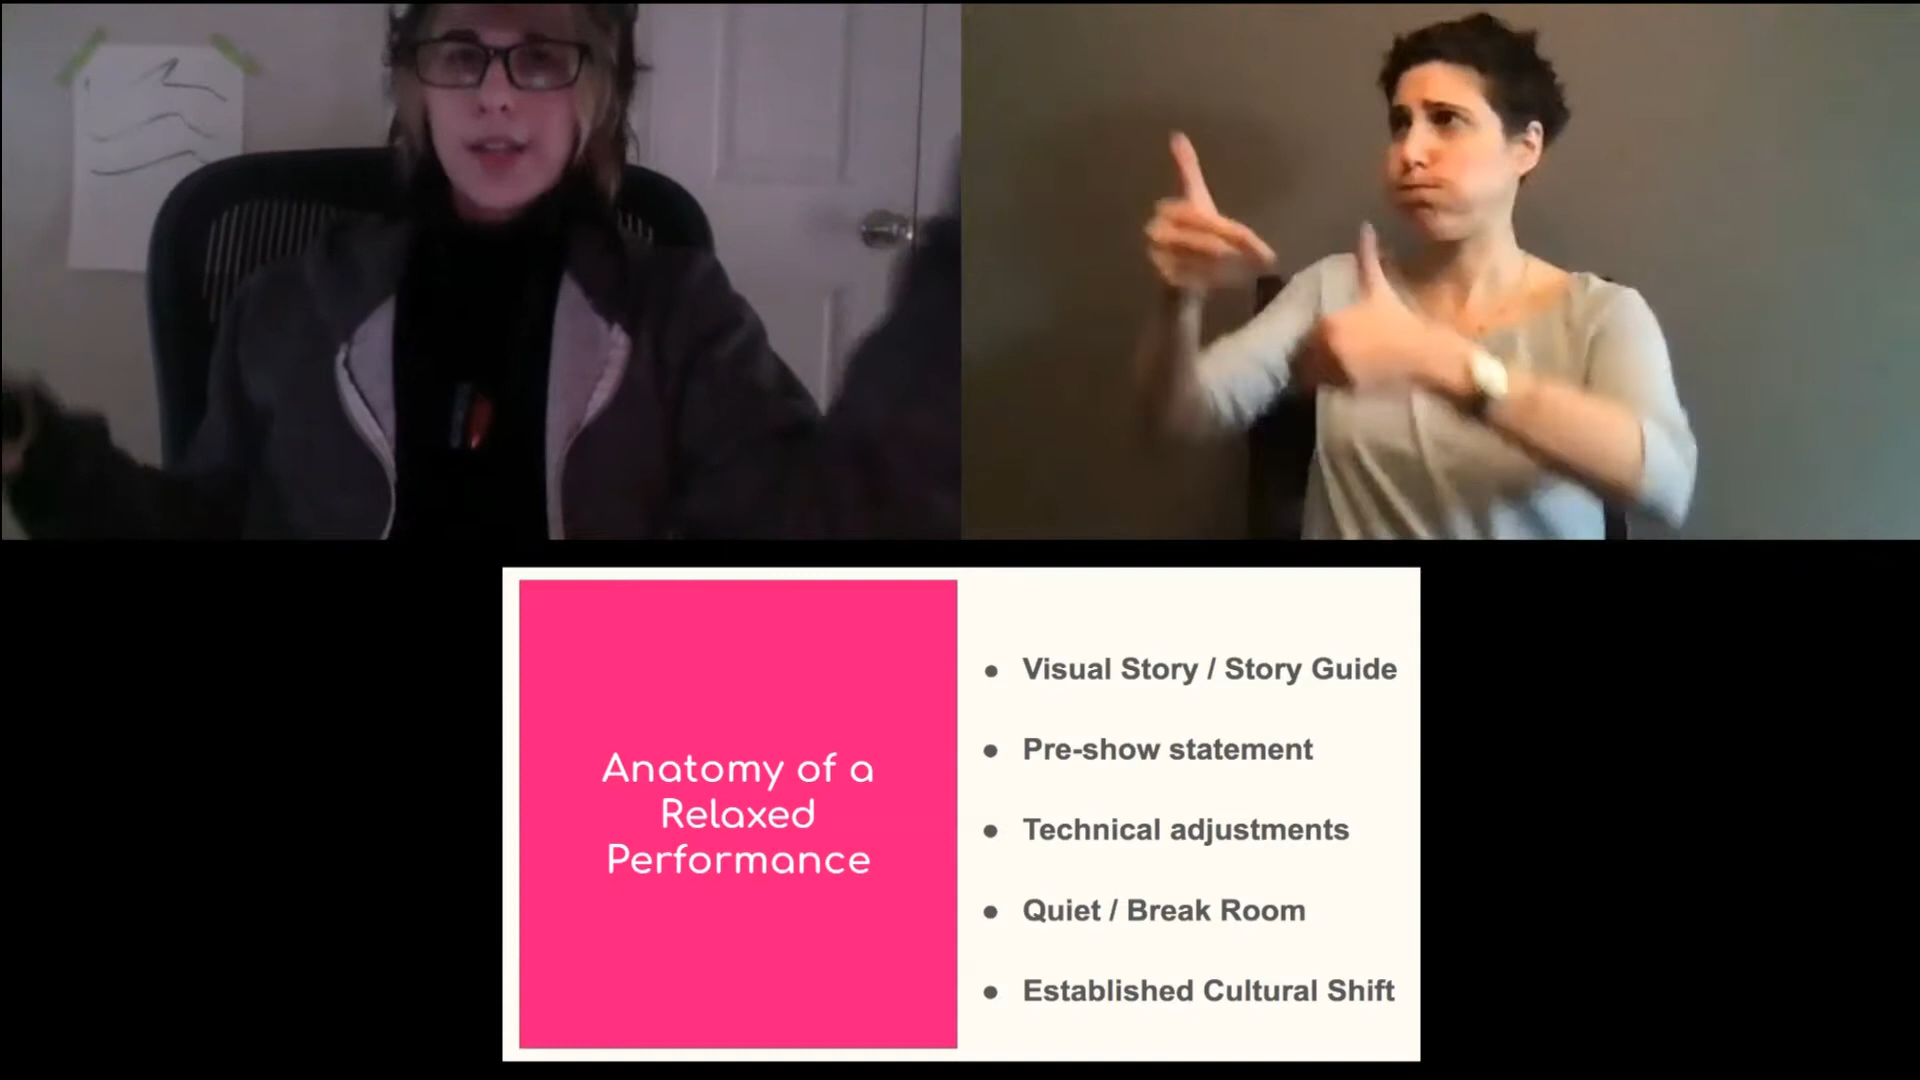 Anatomy of a
Relaxed
Performance
● Visual Story / Story Guide
● Pre-show statement
● Technical adjustments
● Quiet / Break Room
● Established Cultural Shift